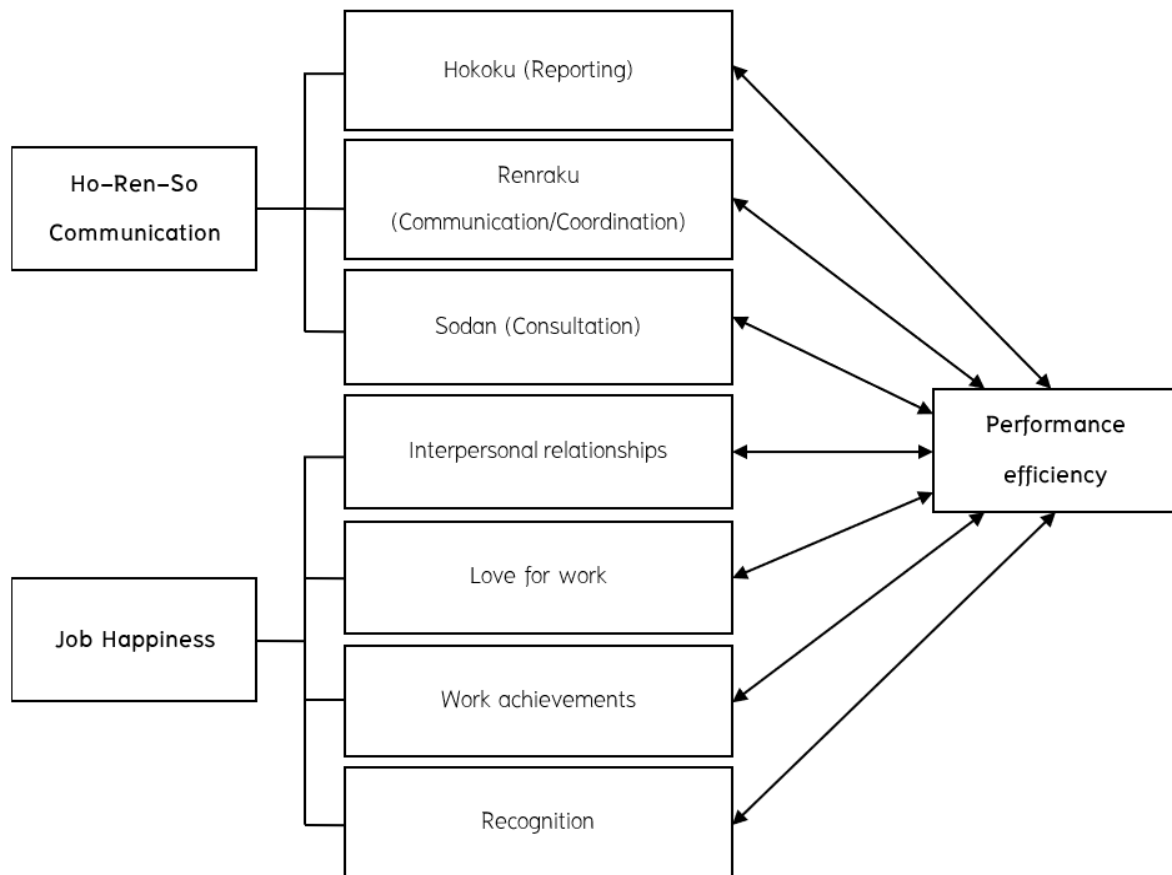 Hokoku (Reporting)
Ho-Ren-So
Communication
Renraku
(Communication/Coordination)
Sodan (Consultation)
Interpersonal relationships
Performance
efficiency
Job Happiness
Love for work
Work achievements
Recognition